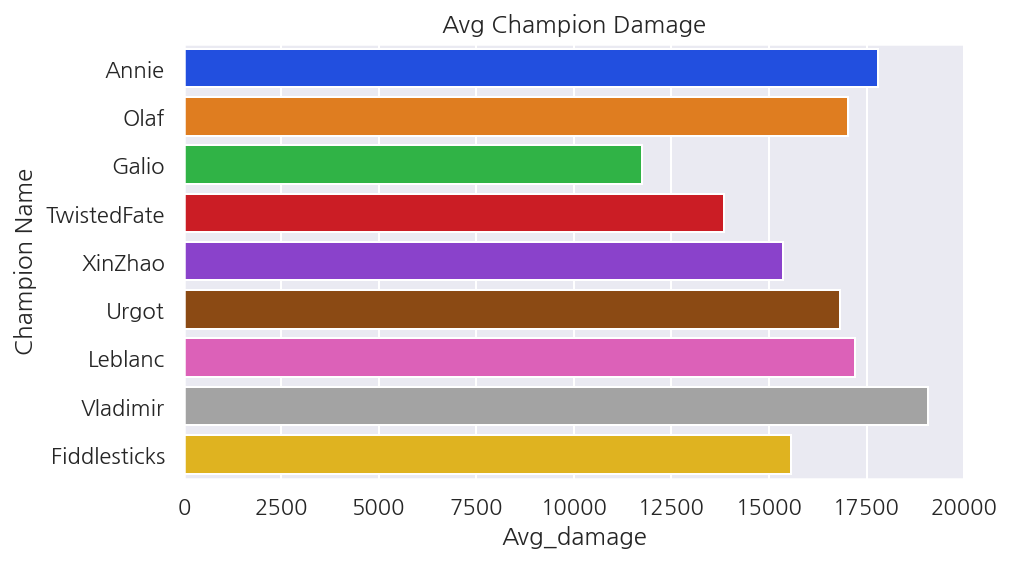 Avg Champion Damage
Champion Name
Annie
Olaf
Galio
TwistedFate
XinZhao
Urgot
Leblanc
Vladimir
Fiddlesticks
0 2500 5000 7500 10000 12500 15000 17500 20000
Avg_damage